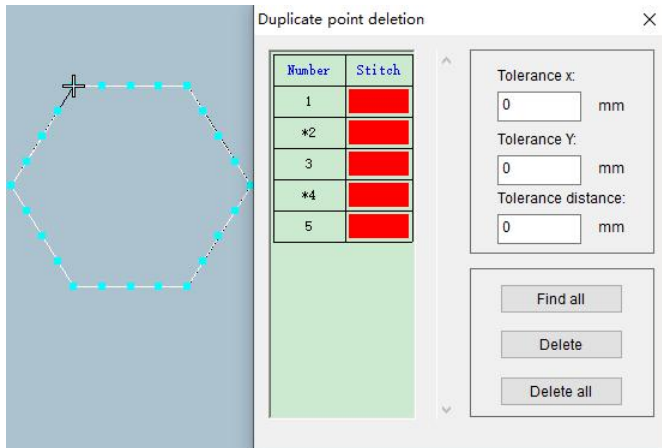 Duplicate point deletion
Number Stitch
1
*2
3
*4
5
Tolerance x:
0 mm
Tolerance Y:
0 mm
Tolerance distance:
0 mm
Find all
Delete
Delete all